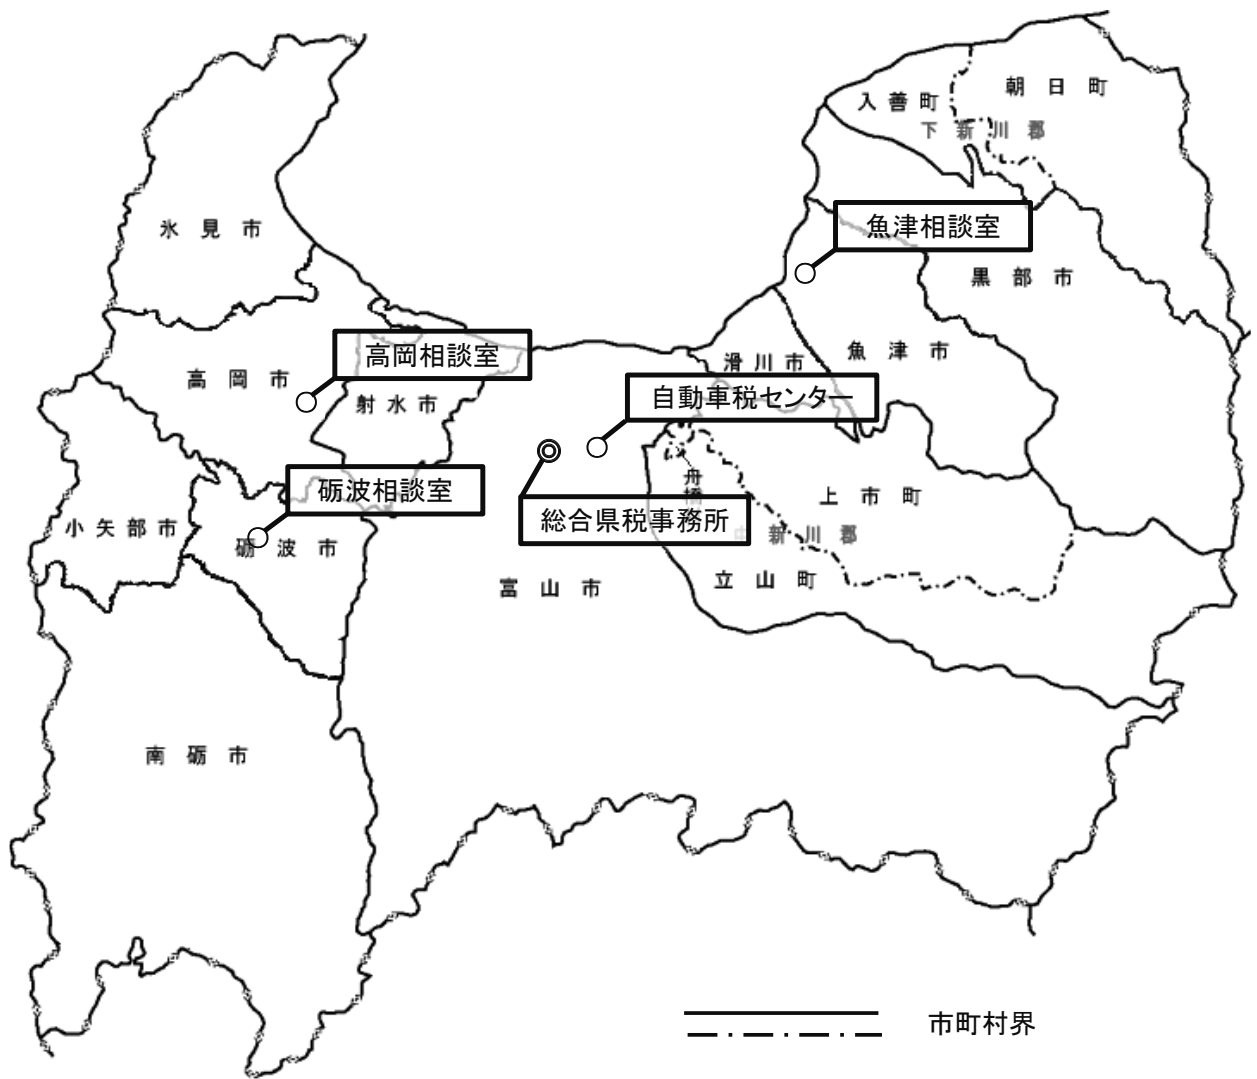 朝日町
入善町
下新川郡
氷見市
魚津相談室
黒部市
高岡相談室
魚津市
滑川市
高岡市
自動車税センター
射水市
砺波相談室
舟橋
上市町
総合県税事務所
小矢部市
新川郡
砺波市
立山町
富山市
南砺市
市町村界